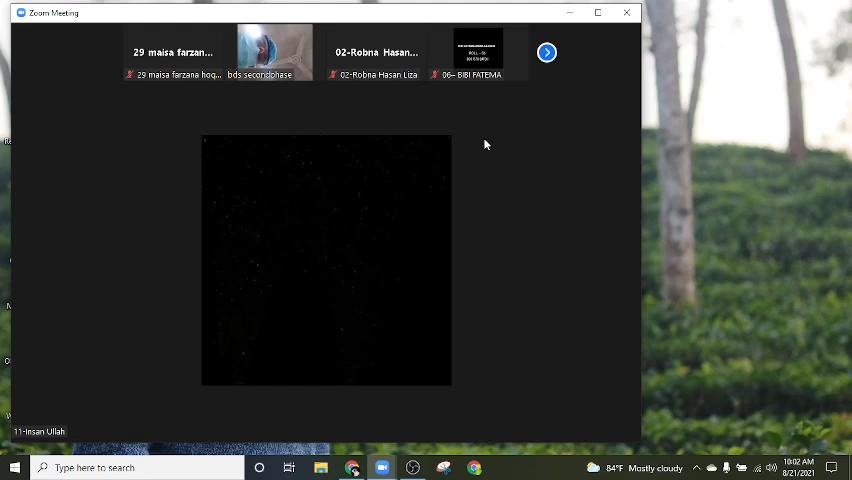 Zoom Meeting
29 maisa farzan...
02-Robna Hasan...
29 maisa farzana hoq...
bds.secondphase
02-Robna Hasan Liza
06– BIBI FATEMA
11-Insan Ullah
Type here to search
84°F Mostly cloudy
10:02 AM
8/21/2021